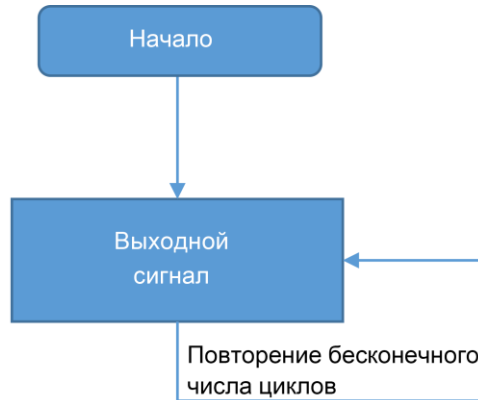 Начало
Выходной
сигнал
Повторение бесконечного
числа циклов